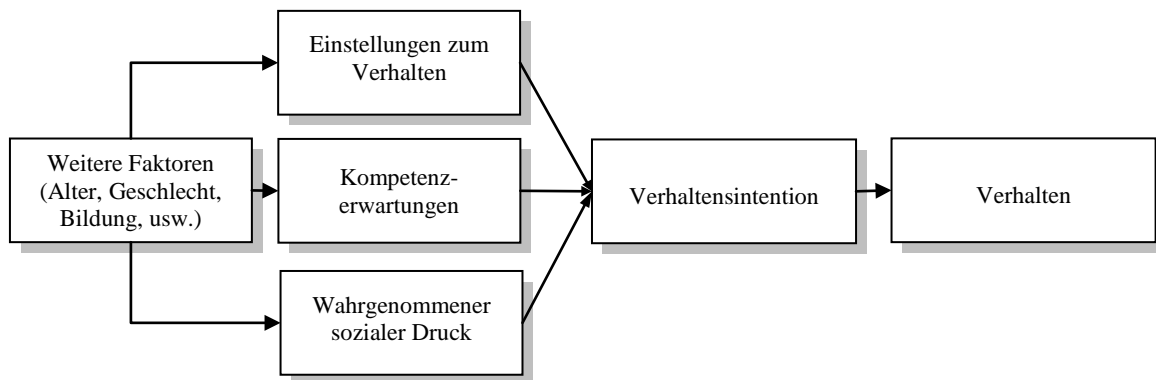 Einstellungen zum
Verhalten
Weitere Faktoren
(Alter, Geschlecht,
Bildung, usw.)
Kompetenz-
erwartungen
Verhaltensintention
Verhalten
Wahrgenommener
sozialer Druck